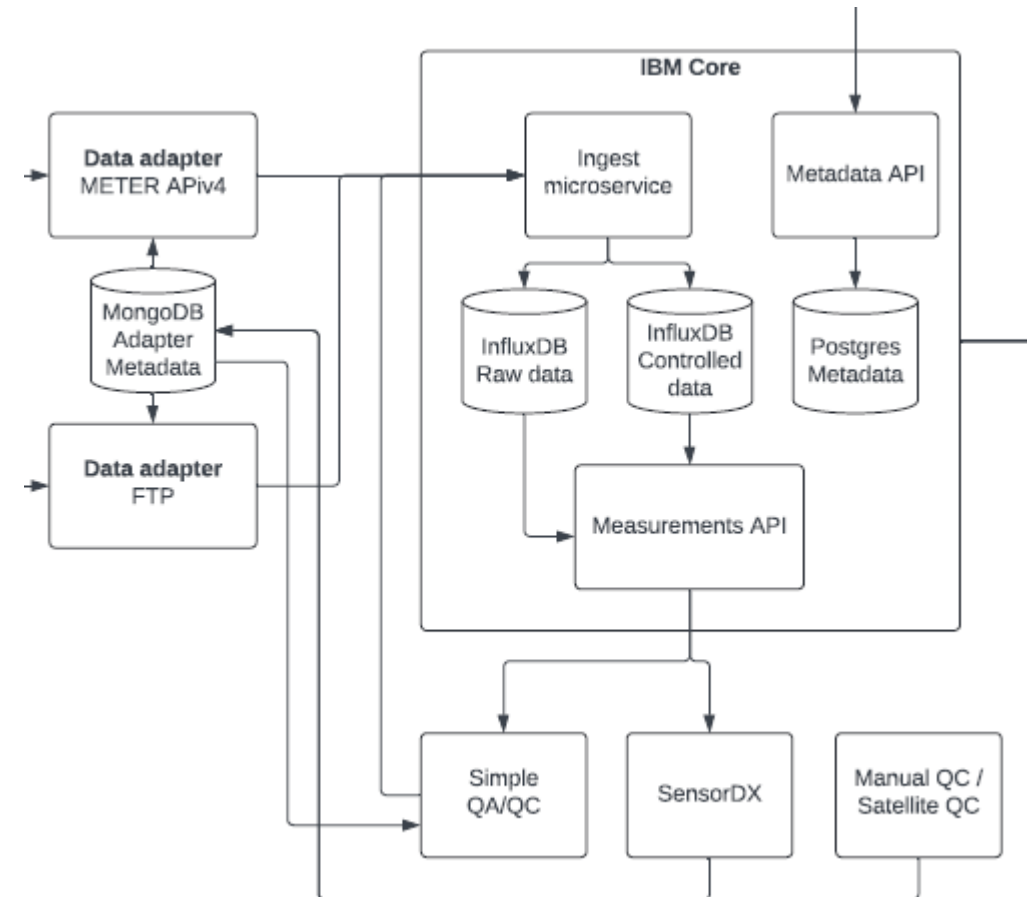 IBM Core
Data adapter
METER APiv4
Ingest
microservice
Metadata API
MongoDB
Adapter
Metadata
InfluxDB
Raw data
InfluxDB
Controlled
data
Postgres
Metadata
Data adapter
FTP
Measurements API
Simple
QA/QC
SensorDX
Manual QC /
Satellite QC